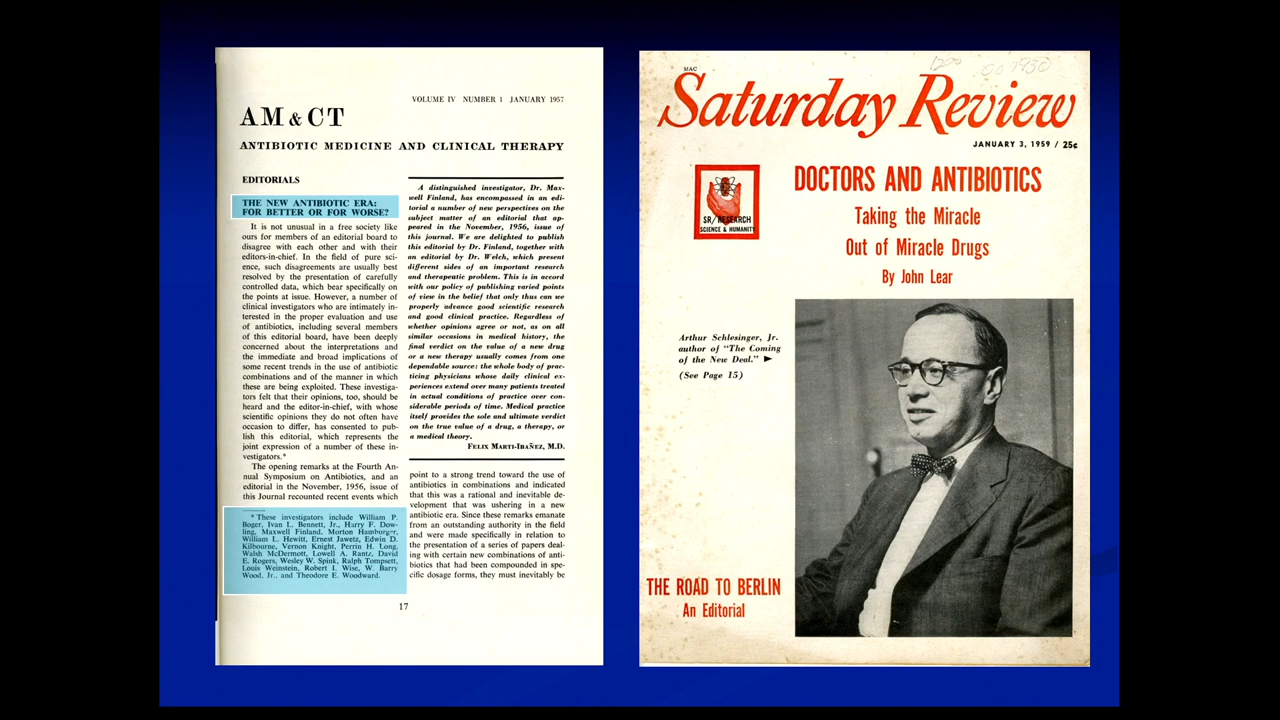 VOLUME IV NUMBER 1 JANUARY 1957
AM & CT
ANTIBIOTIC MEDICINE AND CLINICAL THERAPY
EDITORIALS
THE NEW ANTIBIOTIC ERA:
FOR BETTER OR FOR WORSE?
It is not unusual in a free society like
ours for members of an editorial board to
disagree with each other and with their
editors-in-chief. In the field of pure sci-
ence, such disagreements are usually best
resolved by the presentation of carefully
controlled data, which bear specifically on
the points at issue. However, a number of
clinical investigators who are intimately in-
terested in the proper evaluation and use
of antibiotics, including several members
of this editorial board, have been deeply
concerned about the interpretations and
the immediate and broad implications of
some recent trends in the use of antibiotic
combinations and of the manner in which
these are being exploited. These investiga-
tors felt that their opinions, too, should be
heard and the editor-in-chief, with whose
scientific opinions they do not often have
occasion to differ, has consented to pub-
lish this editorial, which represents the
joint expression of a number of these in-
vestigators.*
The opening remarks at the Fourth An-
nual Symposium on Antibiotics, and an
editorial in the November, 1956, issue of
this Journal recounted recent events which
* These investigators include William P.
Boger, Ivan L. Bennett, Jr., Harry F. Dow-
ling, Maxwell Finland, Morton Hamburger,
William L. Hewitt, Ernest Jawetz, Edwin D.
Kilbourne, Vernon Knight, Perrin H. Long,
Walsh McDermott, Lowell A. Rantz, David
E. Rogers, Wesley W. Spink, Ralph Tompsett,
Louis Weinstein, Robert I. Wise, W. Barry
Wood, Jr., and Theodore E. Woodward.
A distinguished investigator, Dr. Max-
well Finland, has encompassed in an edi-
torial a number of new perspectives on the
subject matter of an editorial that ap-
peared in the November, 1956, issue of
this journal. We are delighted to publish
this editorial by Dr. Finland, together with
an editorial by Dr. Welch, which present
different sides of an important research
and therapeutic problem. This is in accord
with our policy of publishing varied points
of view in the belief that only thus can we
properly advance good scientific research
and good clinical practice. Regardless of
whether opinions agree or not, as on all
similar occasions in medical history, the
final verdict on the value of a new drug
or a new therapy usually comes from one
dependable source: the whole body of prac-
ticing physicians whose daily clinical ex-
periences extend over many patients treated
in actual conditions of practice over con-
siderable periods of time. Medical practice
itself provides the sole and ultimate verdict
on the true value of a drug, a therapy, or
a medical theory.
FELIX MARTI-IBAÑEZ, M.D.
point to a strong trend toward the use of
antibiotics in combinations and indicated
that this was a rational and inevitable de-
velopment that was ushering in a new
antibiotic era. Since these remarks emanate
from an outstanding authority in the field
and were made specifically in relation to
the presentation of a series of papers deal-
ing with certain new combinations of anti-
biotics that had been compounded in spe-
cific dosage forms, they must inevitably be
17
MAC
Saturday Review
JANUARY 3, 1959 / 25¢
SR/RESEARCH
SCIENCE & HUMANITY
DOCTORS AND ANTIBIOTICS
Taking the Miracle
Out of Miracle Drugs
By John Lear
Arthur Schlesinger, Jr.
author of "The Coming
of the New Deal." ►
(See Page 15)
THE ROAD TO BERLIN
An Editorial